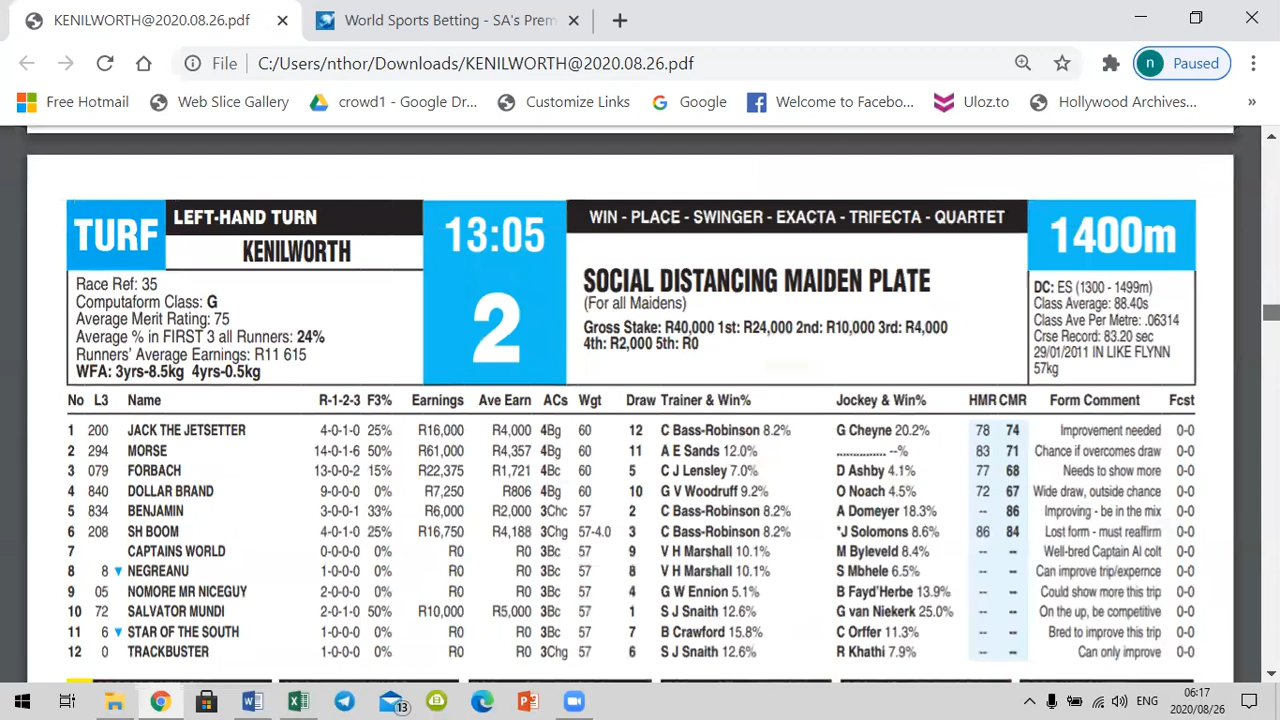 KENILWORTH@2020.08.26.pdf
World Sports Betting - SA's Prem
File C:/Users/nthor/Downloads/KENILWORTH@2020.08.26.pdf n Paused
Free Hotmail Web Slice Gallery crowd1 - Google Dr... Customize Links Google Welcome to Faceb... Uloz.to Hollywood Archives... »
TURF LEFT-HAND TURN 13:05 WIN - PLACE - SWINGER - EXACTA - TRIFECTA - QUARTET 1400m
KENILWORTH
Race Ref: 35 2 SOCIAL DISTANCING MAIDEN PLATE DC: ES (1300 - 1499m)
Computaform Class: G (For all Maidens) Class Average: 88.40s
Average Merit Rating: 75 Gross Stake: R40,000 1st: R24,000 2nd: R10,000 3rd: R4,000 Class Ave Per Metre: .06314
Average % in FIRST 3 all Runners: 24% 4th: R2,000 5th: R0 Crse Record: 83.20 sec
Runners' Average Earnings: R11 615 29/01/2011 IN LIKE FLYNN
WFA: 3yrs-8.5kg 4yrs-0.5kg 57kg
No L3 Name R-1-2-3 F3% Earnings Ave Earn ACs Wgt Draw Trainer & Win% Jockey & Win% HMR CMR Form Comment Fcst
1 200 JACK THE JETSETTER 4-0-1-0 25% R16,000 R4,000 4Bg 60 12 C Bass-Robinson 8.2% G Cheyne 20.2% 78 74 Improvement needed 0-0
2 294 MORSE 14-0-1-6 50% R61,000 R4,357 4Bg 60 11 A E Sands 12.0% .............. --% 83 71 Chance if overcomes draw 0-0
3 079 FORBACH 13-0-0-2 15% R22,375 R1,721 4Bc 60 5 C J Lensley 7.0% D Ashby 4.1% 77 68 Needs to show more 0-0
4 840 DOLLAR BRAND 9-0-0-0 0% R7,250 R806 4Bg 60 10 G V Woodruff 9.2% O Noach 4.5% 72 67 Wide draw, outside chance 0-0
5 834 BENJAMIN 3-0-0-1 33% R6,000 R2,000 3Chc 57 2 C Bass-Robinson 8.2% A Domeyer 18.3% -- 86 Improving - be in the mix 0-0
6 208 SH BOOM 4-0-1-0 25% R16,750 R4,188 4Chg 57-4.0 3 C Bass-Robinson 8.2% *J Solomons 8.6% 86 84 Lost form - must reaffirm 0-0
7 CAPTAINS WORLD 0-0-0-0 0% R0 R0 3Bc 57 9 V H Marshall 10.1% M Byleveld 8.4% -- -- Well-bred Captain Al colt 0-0
8 8 ▼ NEGREANU 1-0-0-0 0% R0 R0 3Bc 57 8 V H Marshall 10.1% S Mbhele 6.5% -- -- Can improve trip/expernce 0-0
9 05 NOMORE MR NICEGUY 2-0-0-0 0% R0 R0 3Bc 57 4 G W Ennion 5.1% B Fayd'Herbe 13.9% -- -- Could show more this trip 0-0
10 72 SALVATOR MUNDI 2-0-1-0 50% R10,000 R5,000 3Bc 57 1 S J Snaith 12.6% G van Niekerk 25.0% -- -- On the up, be competitive 0-0
11 6 ▼ STAR OF THE SOUTH 1-0-0-0 0% R0 R0 3Bc 57 7 B Crawford 15.8% C Orffer 11.3% -- -- Bred to improve this trip 0-0
12 0 TRACKBUSTER 1-0-0-0 0% R0 R0 3Chg 57 6 S J Snaith 12.6% R Khathi 7.9% -- -- Can only improve 0-0
13 ENG 06:17
2020/08/26